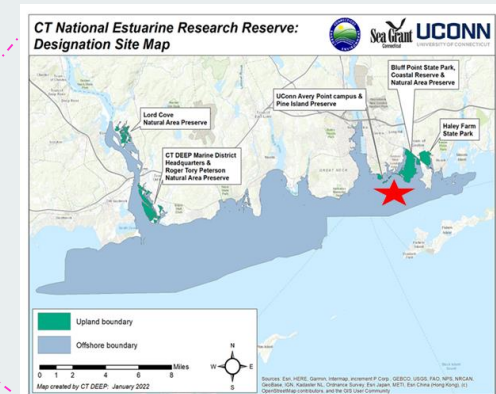 CT National Estuarine Research Reserve:
Designation Site Map
Sea Grant
Connecticut
UCONN
UNIVERSITY OF CONNECTICUT
Bluff Point State Park,
Coastal Reserve &
Natural Area Preserve
UConn Avery Point campus &
Pine Island Preserve
Haley Farm
State Park
Lord Cove
Natural Area Preserve
CT DEEP Marine District
Headquarters &
Roger Tory Peterson
Natural Area Preserve
Upland boundary
Offshore boundary
N
W
E
S
0 1 2 4 6 8
Miles
Map created by CT DEEP: January 2022
Sources: Esri, HERE, Garmin, Intermap, increment P Corp., GEBCO, USGS, FAO, NPS, NRCAN,
GeoBase, IGN, Kadaster NL, Ordnance Survey, Esri Japan, METI, Esri China (Hong Kong), (c)
OpenStreetMap contributors, and the GIS User Community